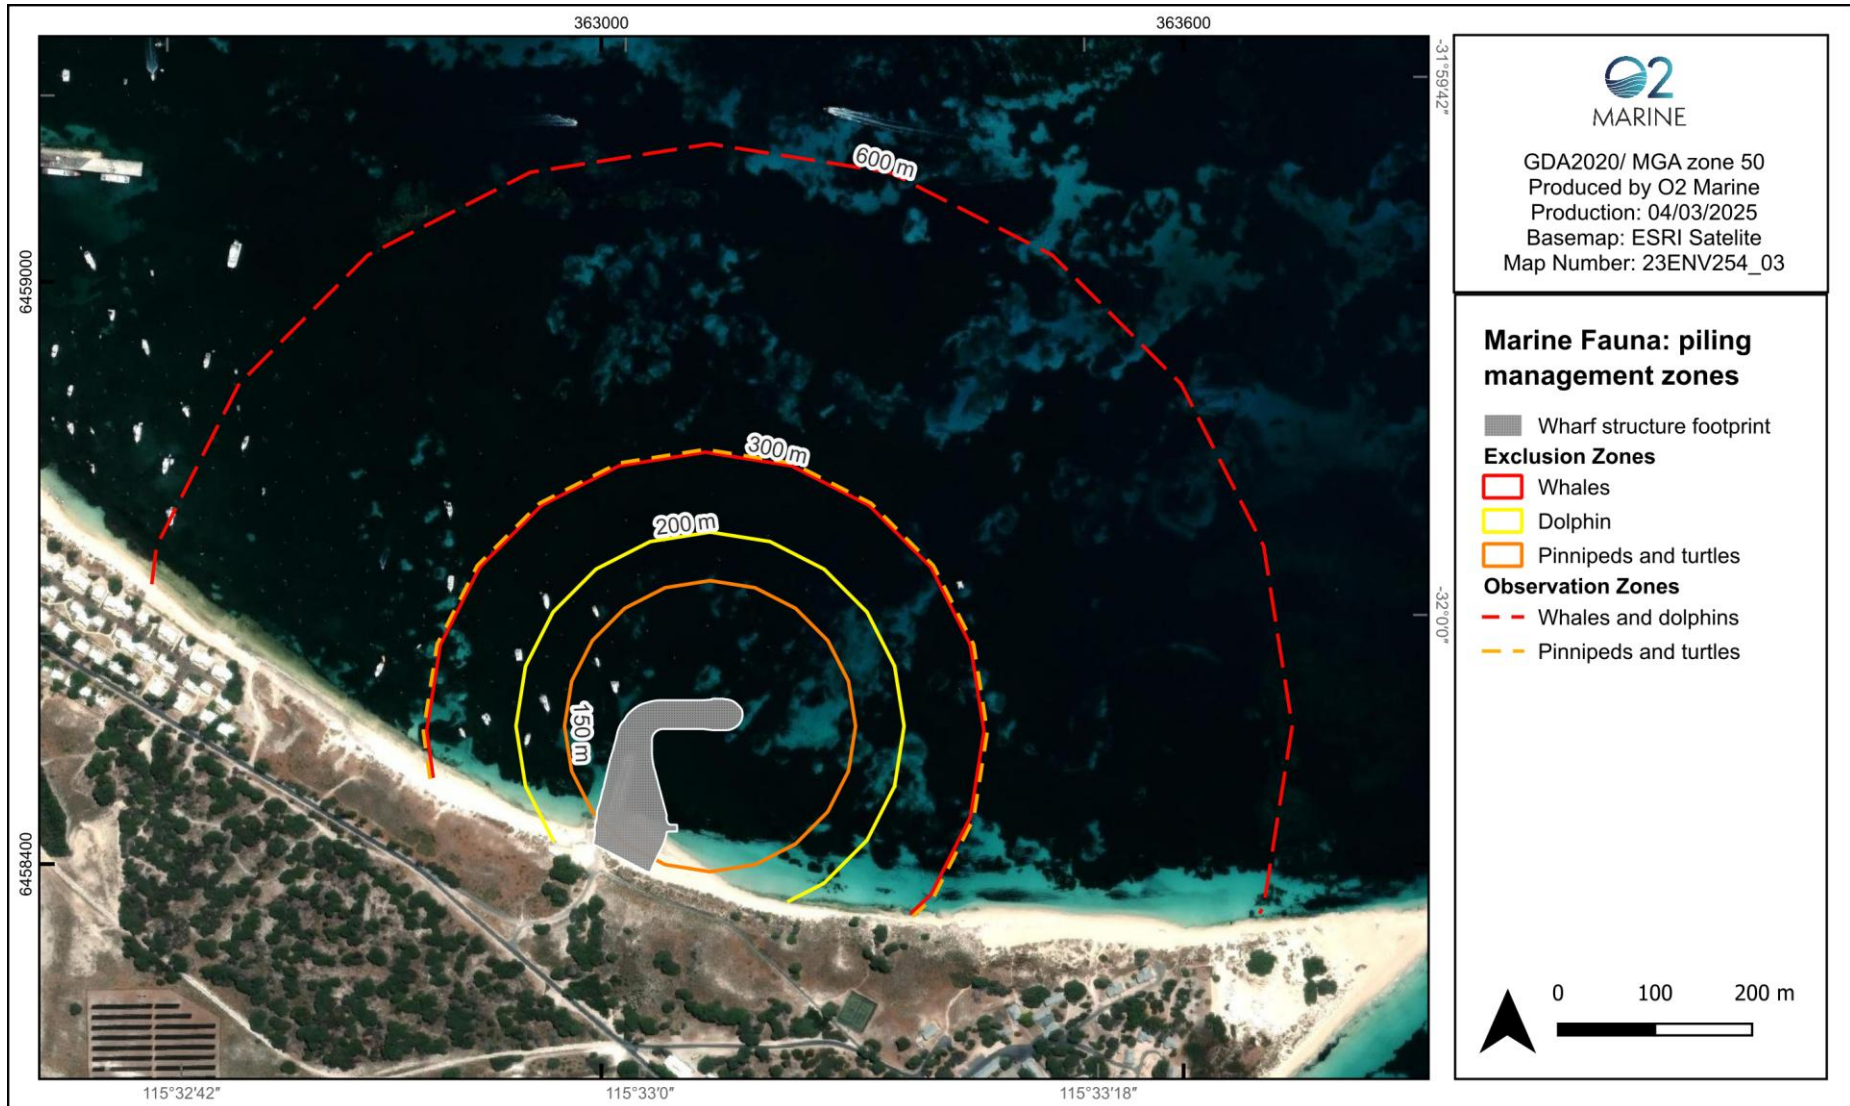 363000
363600
-31°59'42"
6459000
600 m
300 m
200 m
150 m
-32°0'0"
6458400
115°32'42"
115°33'0"
115°33'18"
O2
MARINE
GDA2020/ MGA zone 50
Produced by O2 Marine
Production: 04/03/2025
Basemap: ESRI Satelite
Map Number: 23ENV254_03
Marine Fauna: piling
management zones
Wharf structure footprint
Exclusion Zones
Whales
Dolphin
Pinnipeds and turtles
Observation Zones
Whales and dolphins
Pinnipeds and turtles
0 100 200 m